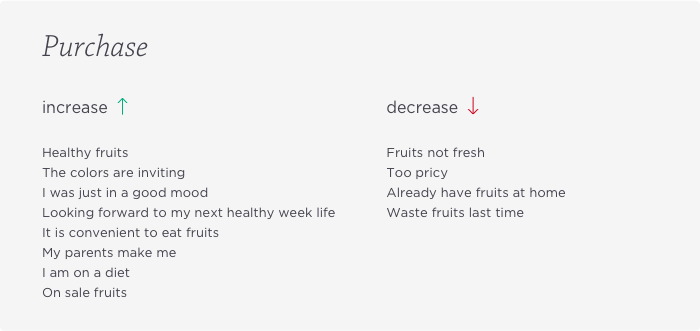 Purchase
increase ↑
Healthy fruits
The colors are inviting
I was just in a good mood
Looking forward to my next healthy week life
It is convenient to eat fruits
My parents make me
I am on a diet
On sale fruits
decrease ↓
Fruits not fresh
Too pricy
Already have fruits at home
Waste fruits last time